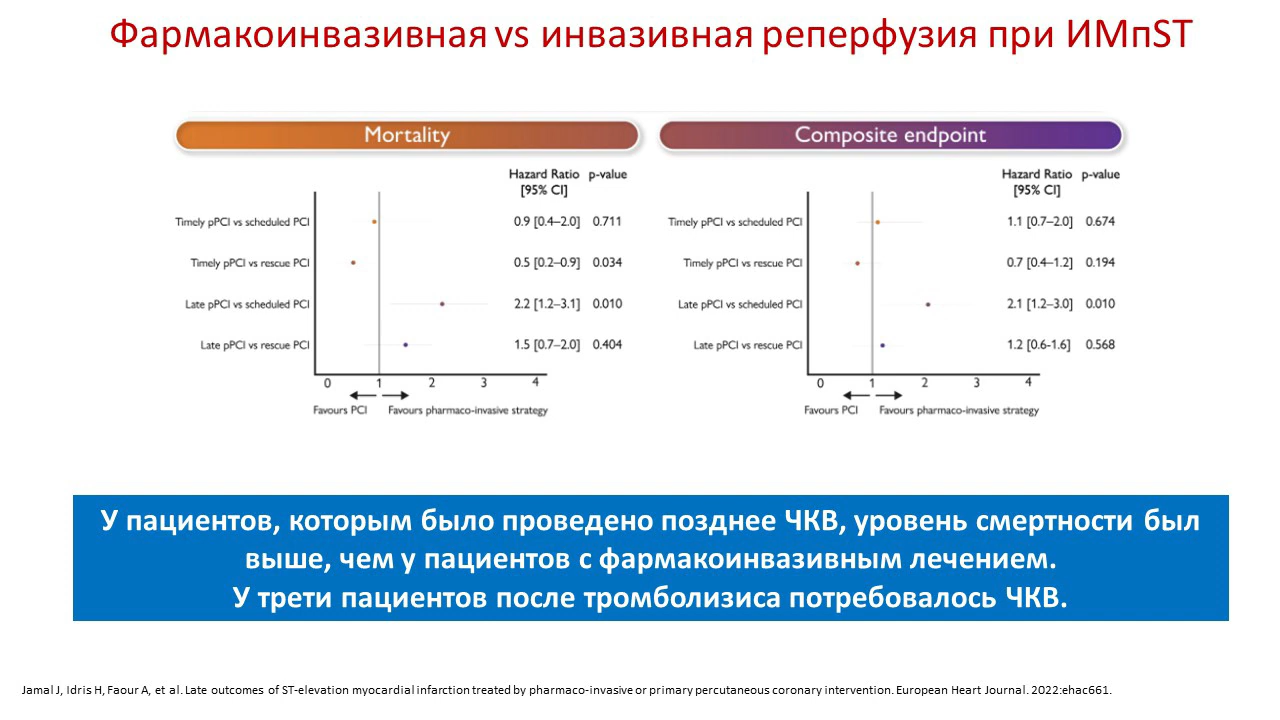 Фармакоинвазивная vs инвазивная реперфузия при ИМпST
Mortality
Hazard Ratio p-value
[95% CI]
Timely pPCI vs scheduled PCI 0.9 [0.4–2.0] 0.711
Timely pPCI vs rescue PCI 0.5 [0.2–0.9] 0.034
Late pPCI vs scheduled PCI 2.2 [1.2–3.1] 0.010
Late pPCI vs rescue PCI 1.5 [0.7–2.0] 0.404
0 1 2 3 4
Favours PCI Favours pharmaco-invasive strategy
Composite endpoint
Hazard Ratio p-value
[95% CI]
Timely pPCI vs scheduled PCI 1.1 [0.7–2.0] 0.674
Timely pPCI vs rescue PCI 0.7 [0.4–1.2] 0.194
Late pPCI vs scheduled PCI 2.1 [1.2–3.0] 0.010
Late pPCI vs rescue PCI 1.2 [0.6-1.6] 0.568
0 1 2 3 4
Favours PCI Favours pharmaco-invasive strategy
У пациентов, которым было проведено позднее ЧКВ, уровень смертности был
выше, чем у пациентов с фармакоинвазивным лечением.
У трети пациентов после тромболизиса потребовалось ЧКВ.
Jamal J, Idris H, Faour A, et al. Late outcomes of ST-elevation myocardial infarction treated by pharmaco-invasive or primary percutaneous coronary intervention. European Heart Journal. 2022:ehac661.